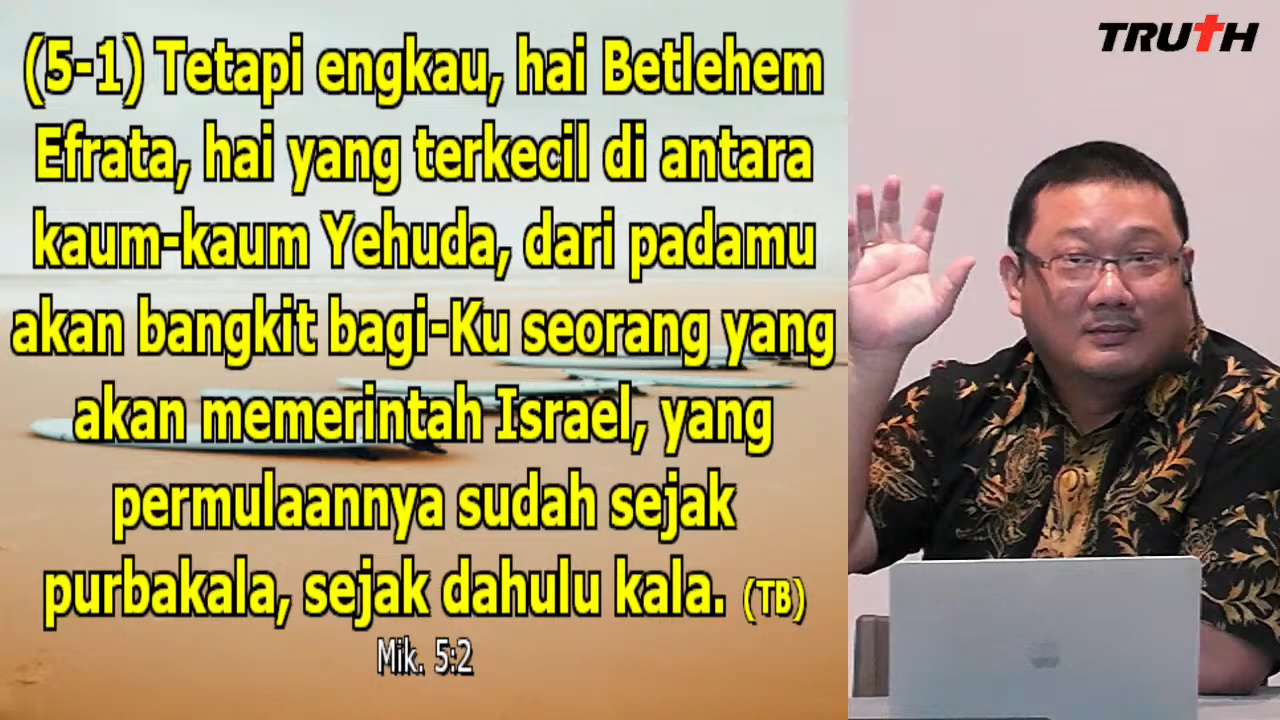 (5-1) Tetapi engkau, hai Betlehem
Efrata, hai yang terkecil di antara
kaum-kaum Yehuda, dari padamu
akan bangkit bagi-Ku seorang yang
akan memerintah Israel, yang
permulaannya sudah sejak
purbakala, sejak dahulu kala. (TB)
Mik. 5:2
TRUTH